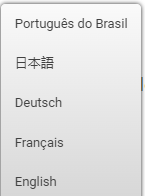 Português do Brasil
日本語
Deutsch
Français
English